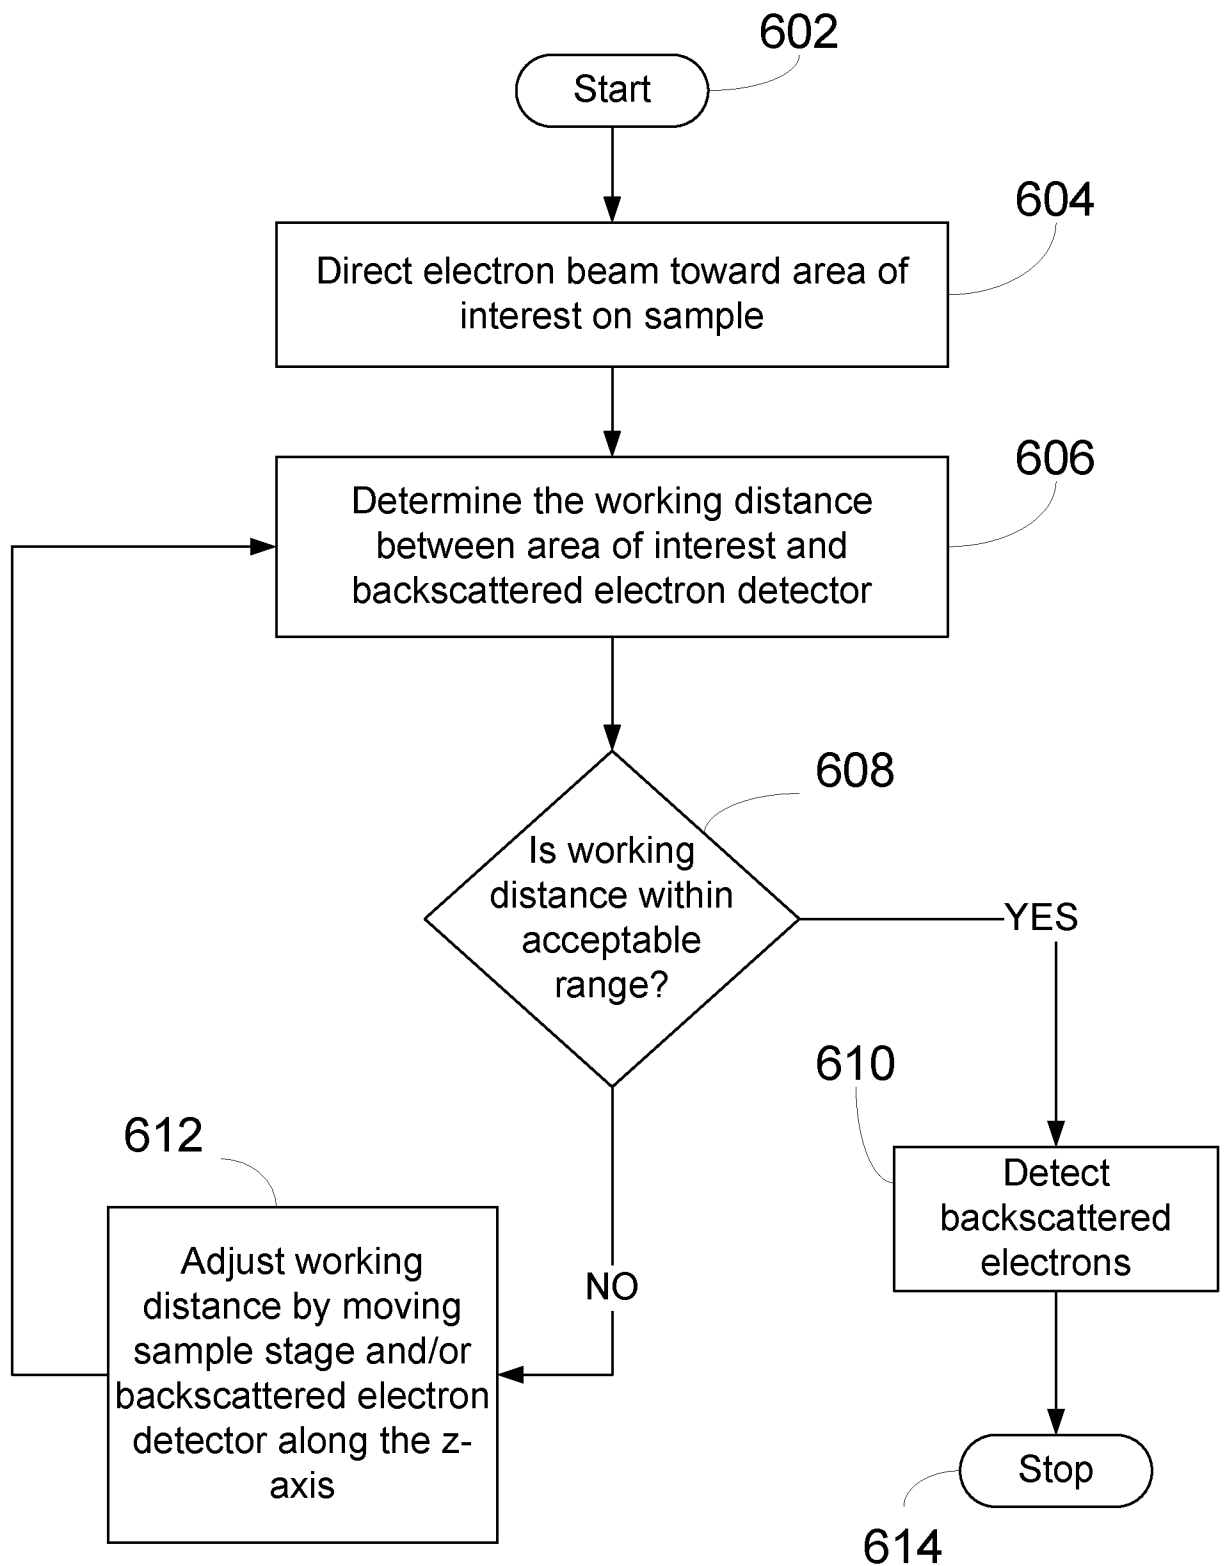 602
Start
604
Direct electron beam toward area of
interest on sample
606
Determine the working distance
between area of interest and
backscattered electron detector
608
Is working
distance within
acceptable
range?
YES
610
Detect
backscattered
electrons
612
NO
Adjust working
distance by moving
sample stage and/or
backscattered electron
detector along the z-
axis
Stop
614